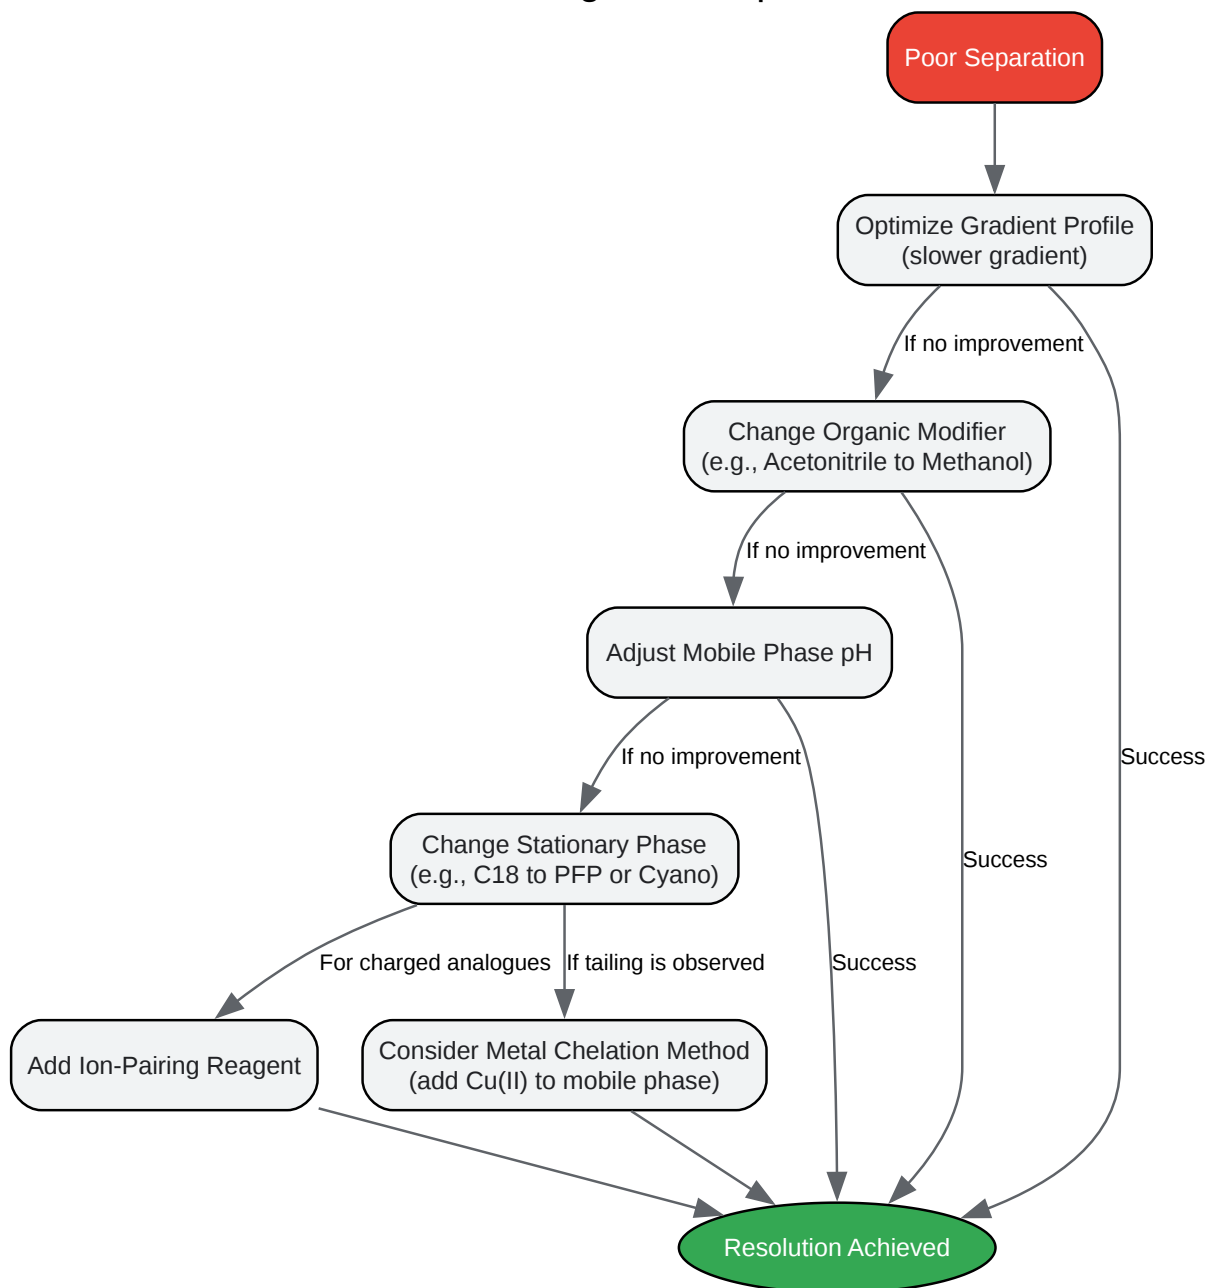 Poor Separation
Optimize Gradient Profile
(slower gradient)
If no improvement
Change Organic Modifier
(e.g., Acetonitrile to Methanol)
If no improvement
Adjust Mobile Phase pH
If no improvement
Success
Change Stationary Phase
(e.g., C18 to PFP or Cyano)
Success
For charged analogues
If tailing is observed
Success
Add Ion-Pairing Reagent
Consider Metal Chelation Method
(add Cu(II) to mobile phase)
Resolution Achieved